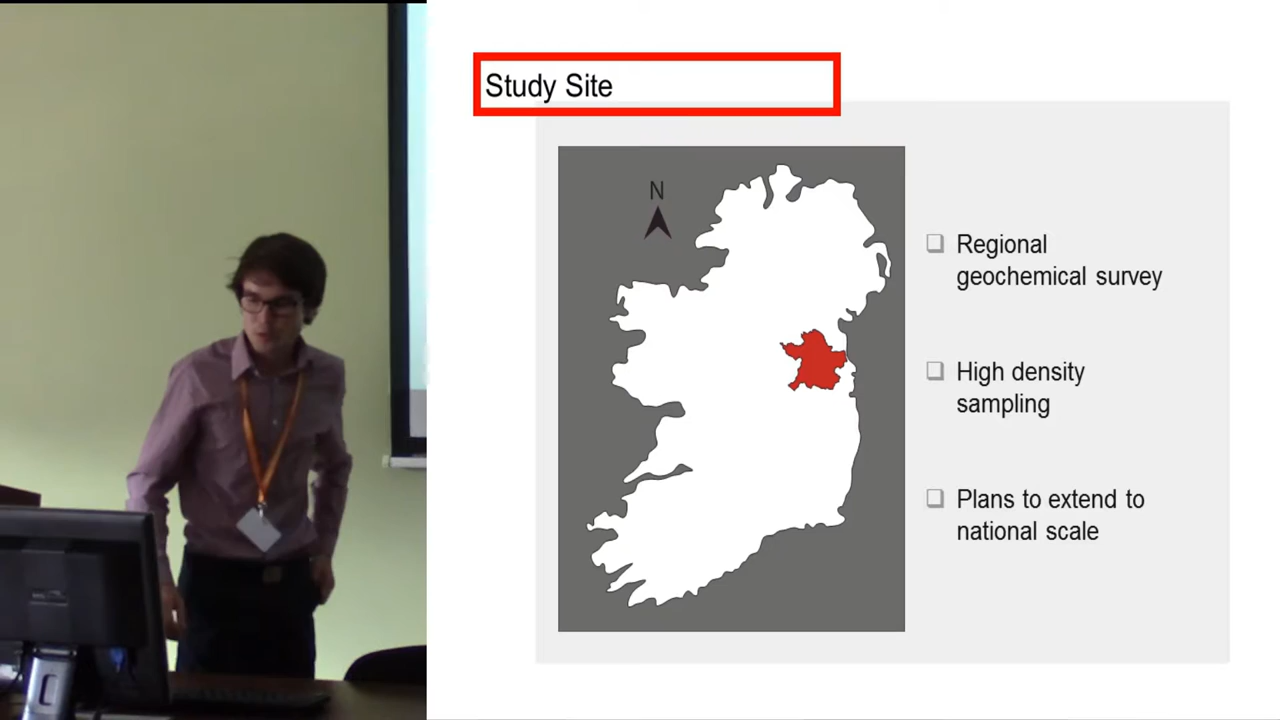 Study Site
N
Regional
geochemical survey
High density
sampling
Plans to extend to
national scale